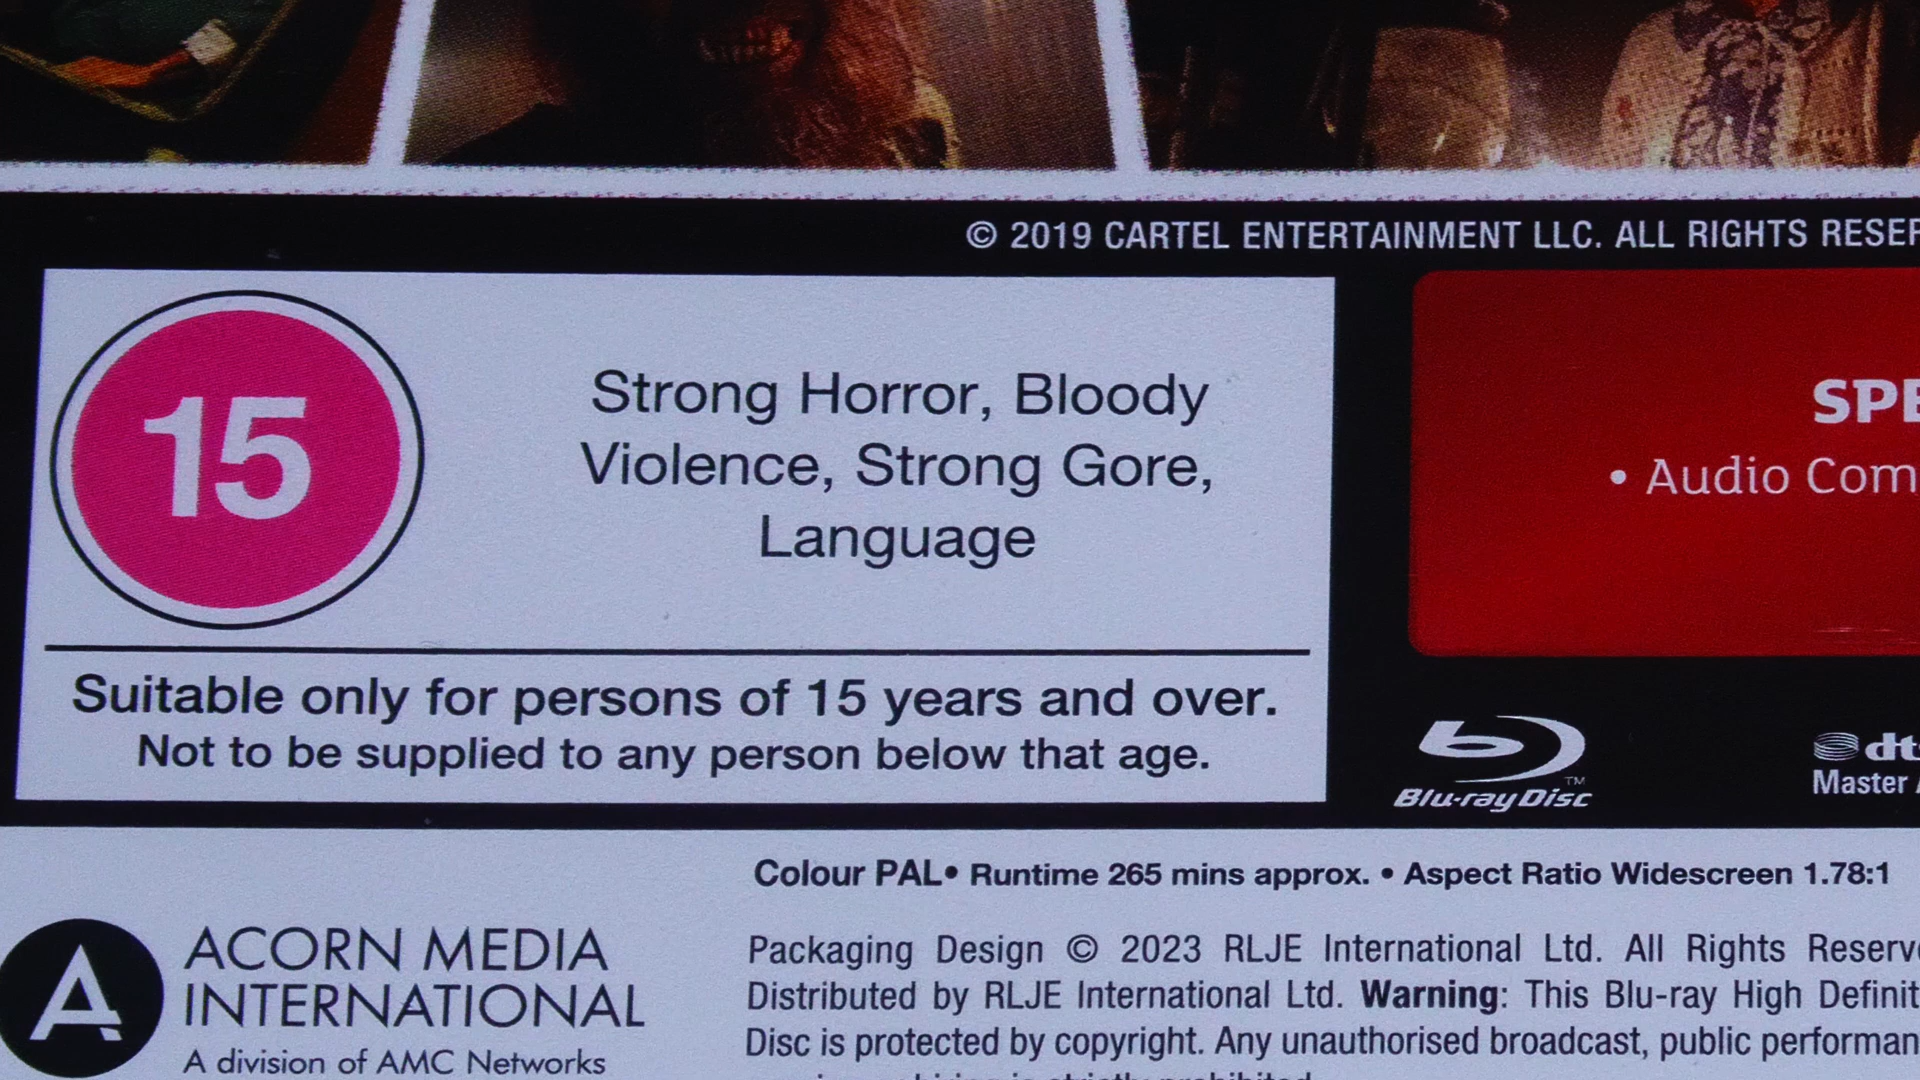 © 2019 CARTEL ENTERTAINMENT LLC. ALL RIGHTS RESER
15
Strong Horror, Bloody
Violence, Strong Gore,
Language
Suitable only for persons of 15 years and over.
Not to be supplied to any person below that age.
SPE
• Audio Com
Blu-ray Disc
TM
dts
Master
Colour PAL• Runtime 265 mins approx. • Aspect Ratio Widescreen 1.78:1
A ACORN MEDIA
INTERNATIONAL
A division of AMC Networks
Packaging Design © 2023 RLJE International Ltd. All Rights Reserve
Distributed by RLJE International Ltd. Warning: This Blu-ray High Definit
Disc is protected by copyright. Any unauthorised broadcast, public performan